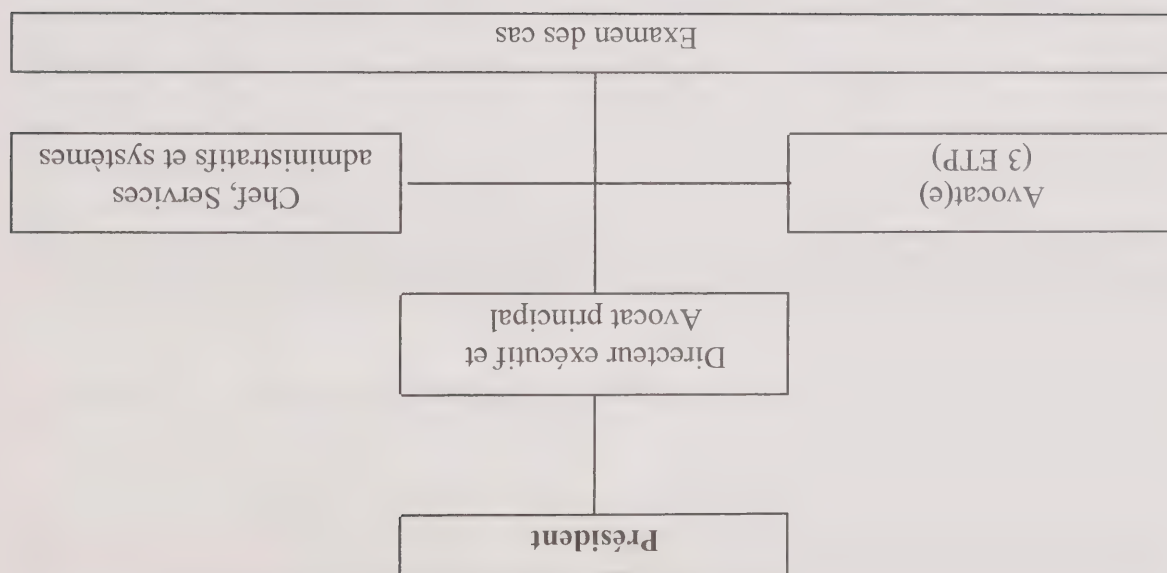 Président
Directeur exécutif et
Avocat principal
Avocat(e)
(3 ETP)
Chef, Services
administratifs et systèmes
Examen des cas